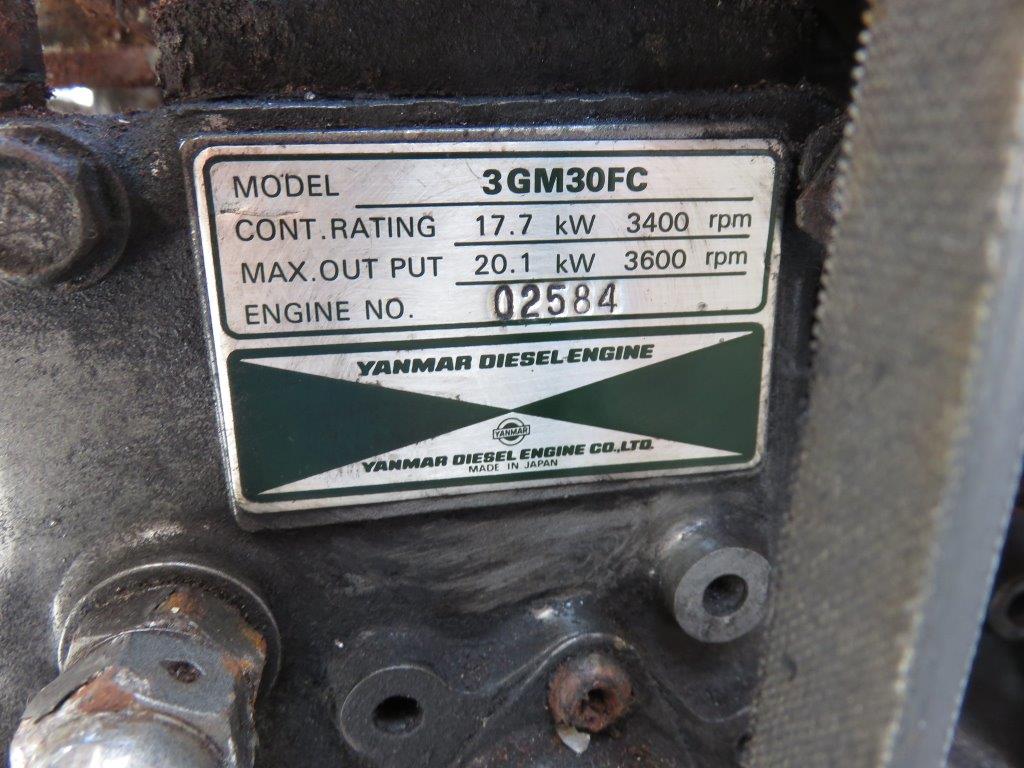 MODEL 3GM30FC
CONT.RATING 17.7 kW 3400 rpm
MAX.OUT PUT 20.1 kW 3600 rpm
ENGINE NO. 02584
YANMAR DIESEL ENGINE
YANMAR
YANMAR DIESEL ENGINE CO.,LTD.
MADE IN JAPAN